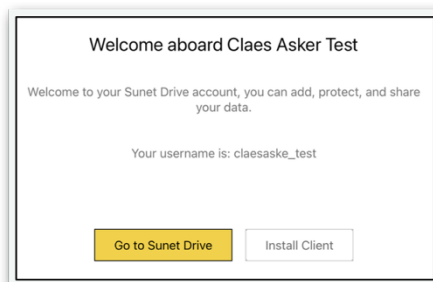 Welcome aboard Claes Asker Test
Welcome to your Sunet Drive account, you can add, protect, and share
your data.
Your username is: claesaske_test
Go to Sunet Drive
Install Client